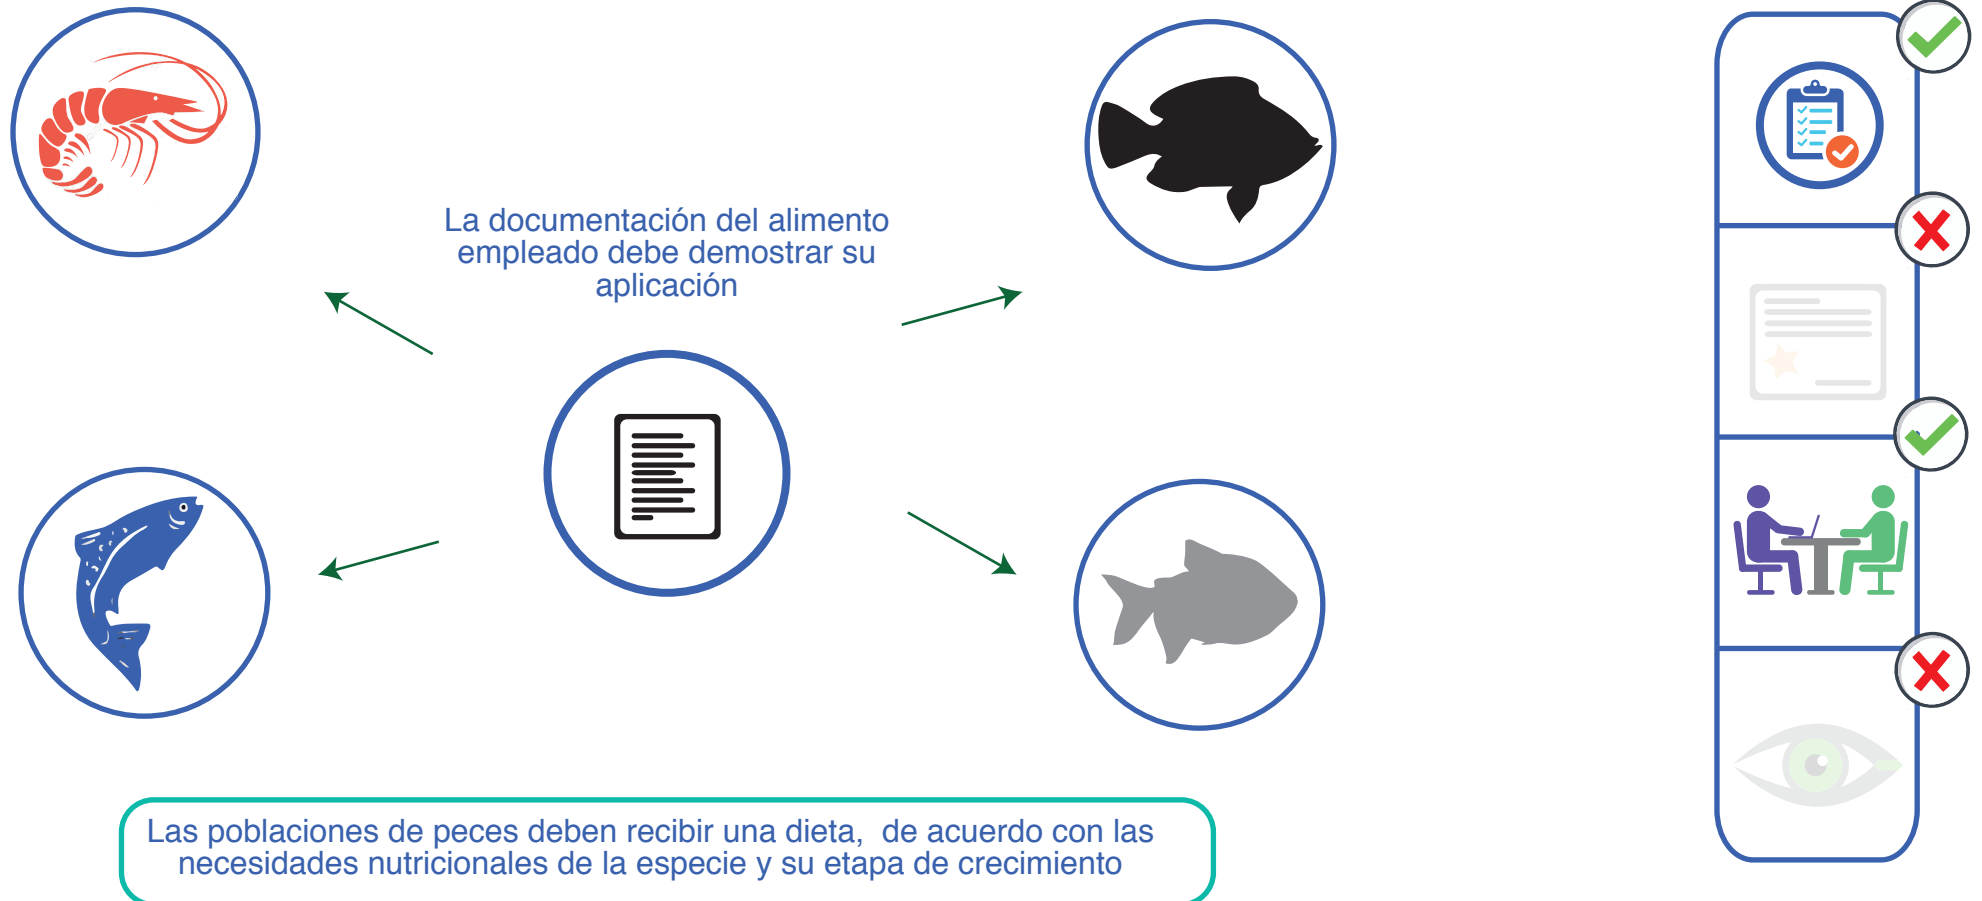 La documentación del alimento
empleado debe demostrar su
aplicación
Las poblaciones de peces deben recibir una dieta,  de acuerdo con las
necesidades nutricionales de la especie y su etapa de crecimiento